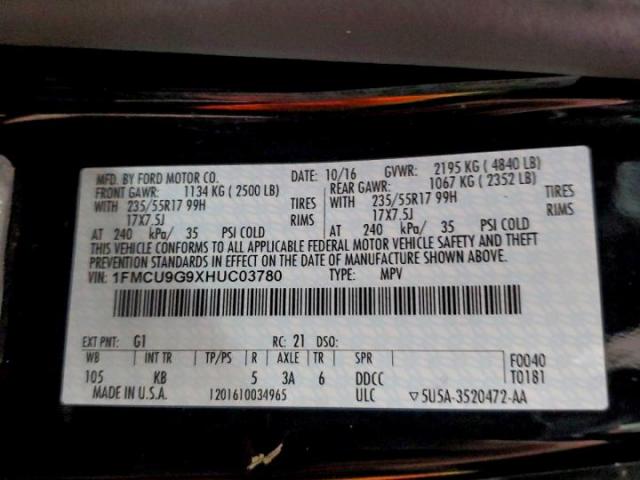 MFD. BY FORD MOTOR CO. DATE: 10/16 GVWR: 2195 KG ( 4840 LB)
FRONT GAWR: 1134 KG ( 2500 LB) REAR GAWR: 1067 KG ( 2352 LB)
WITH 235/55R17 99H TIRES WITH 235/55R17 99H TIRES
17X7.5J RIMS 17X7.5J RIMS
AT 240 kPa/ 35 PSI COLD AT 240 kPa/ 35 PSI COLD
THIS VEHICLE CONFORMS TO ALL APPLICABLE FEDERAL MOTOR VEHICLE SAFETY AND THEFT
PREVENTION STANDARDS IN EFFECT ON THE DATE OF MANUFACTURE SHOWN ABOVE.
VIN: 1FMCU9G9XHUC03780 TYPE: MPV
EXT PNT: G1 RC: 21 DSO: F0040
WB INT TR TP/PS R AXLE TR SPR T0181
105 KB 5 3A 6 DDCC
MADE IN U.S.A. 1201610034965 ULC ▽5U5A-3520472-AA